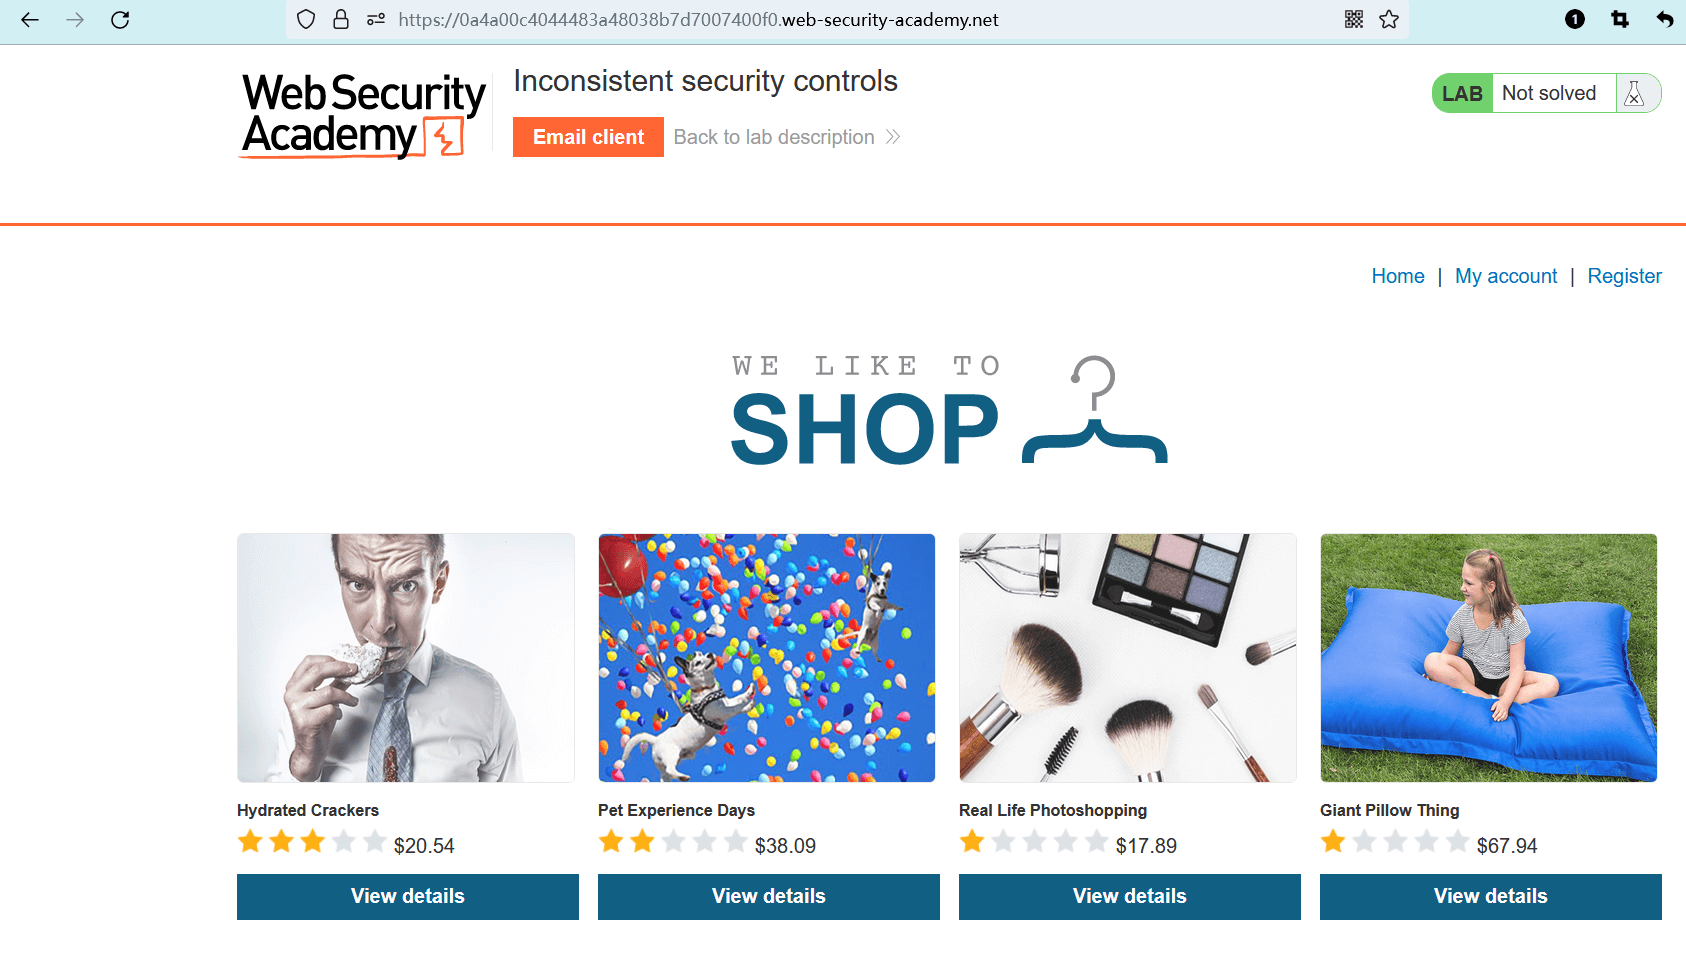 https://0a4a00c4044483a48038b7d7007400f0.web-security-academy.net
1
Web Security
Academy
Inconsistent security controls
Email client
Back to lab description
LAB
Not solved
Home | My account | Register
WE LIKE TO
SHOP
Hydrated Crackers
$20.54
View details
Pet Experience Days
$38.09
View details
Real Life Photoshopping
$17.89
View details
Giant Pillow Thing
$67.94
View details